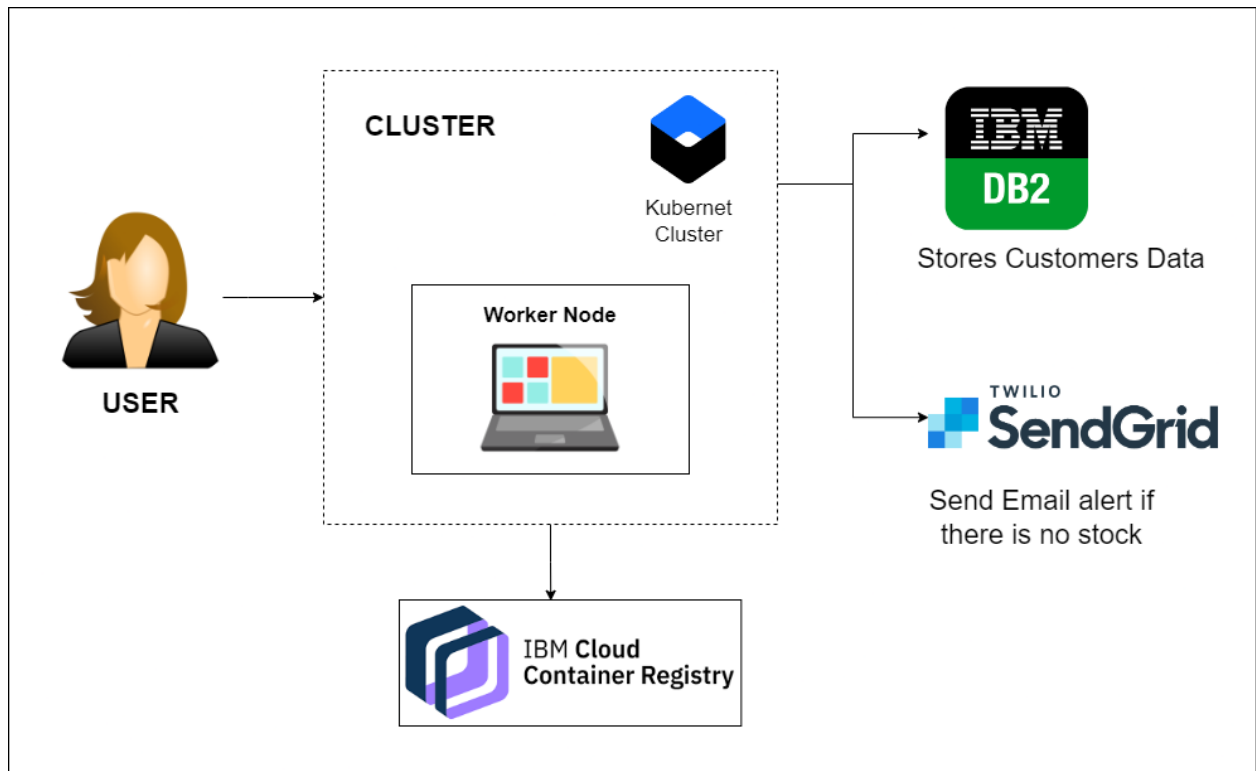 CLUSTER
Kubernet
Cluster
Worker Node
USER
IBM
DB2
Stores Customers Data
TWILIO
SendGrid
Send Email alert if
there is no stock
IBM Cloud
Container Registry